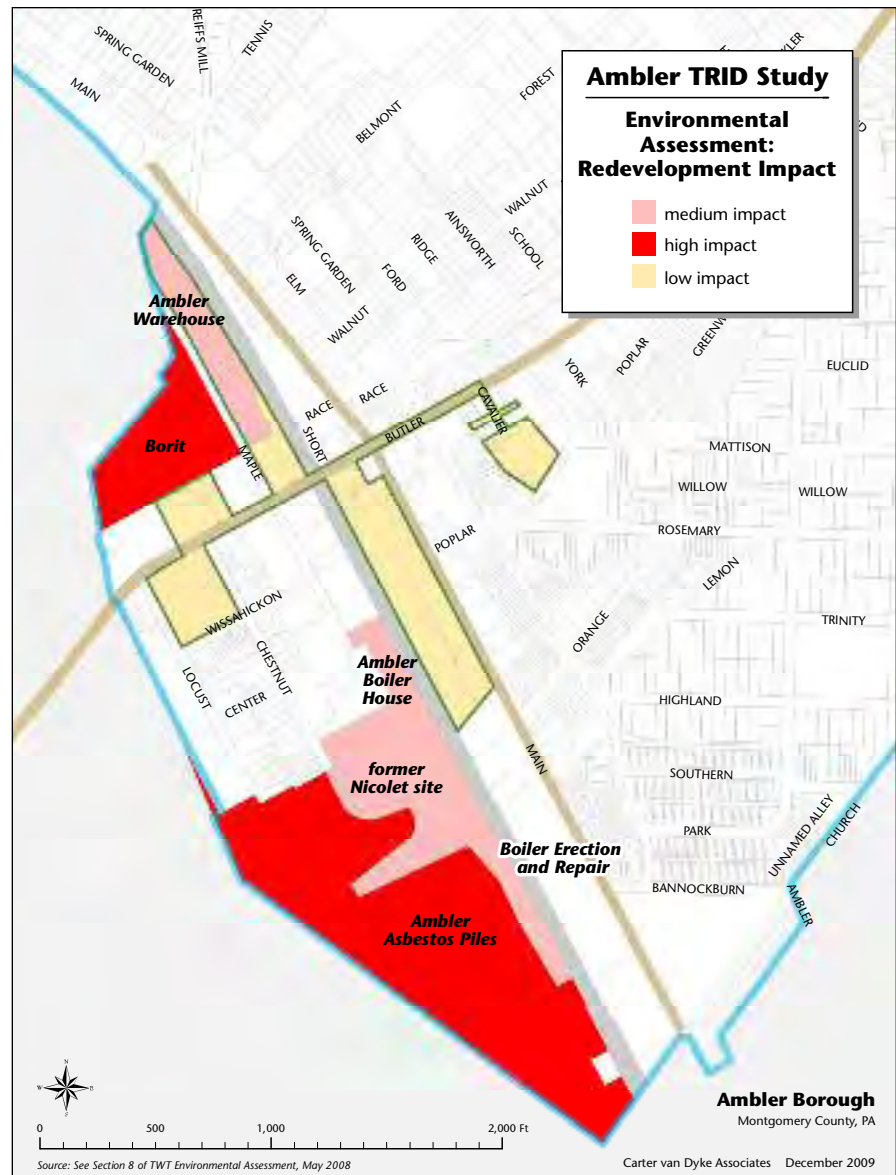 Ambler TRID Study
Environmental
Assessment:
Redevelopment Impact
medium impact
high impact
low impact
REIFFS MILL
TENNIS
SPRING GARDEN
MAIN
FOREST
BELMONT
WALNUT
AINSWORTH
SCHOOL
RIDGE
SPRING GARDEN
FORD
ELM
WALNUT
Ambler
Warehouse
YORK
POPLAR
EUCLID
RACE
RACE
CAVALIER
SHORT
BUTLER
Borit
MAPLE
MATTISON
WILLOW
WILLOW
ROSEMARY
POPLAR
LEMON
WISSAHICKON
ORANGE
TRINITY
LOCUST
CHESTNUT
CENTER
Ambler
Boiler
House
HIGHLAND
MAIN
former
Nicolet site
SOUTHERN
PARK
UNNAMED ALLEY
CHURCH
Boiler Erection
and Repair
BANNOCKBURN
AMBLER
Ambler
Asbestos Piles
N
W
E
S
Ambler Borough
Montgomery County, PA
0 500 1,000 2,000 Ft
Source: See Section 8 of TWT Environmental Assessment, May 2008
Carter van Dyke Associates December 2009